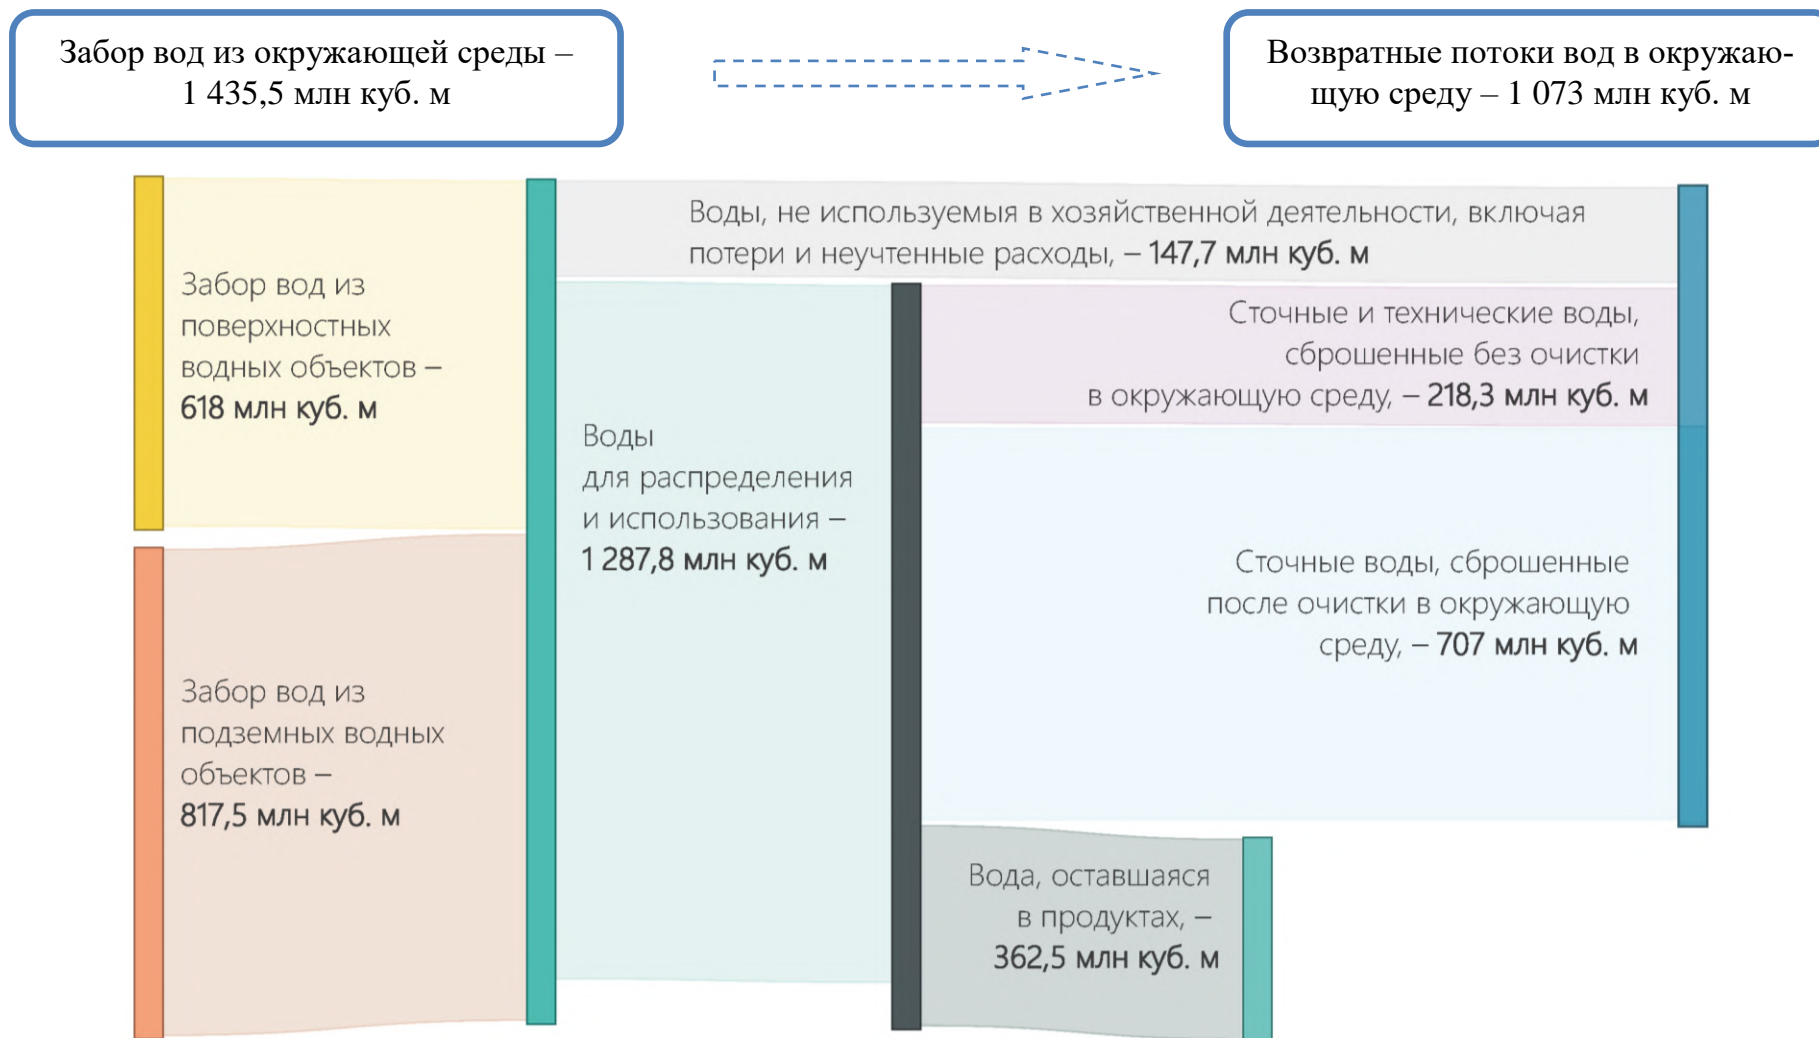 Забор вод из окружающей среды –
1 435,5 млн куб. м
Возвратные потоки вод в окружаю-
щую среду – 1 073 млн куб. м
Воды, не используемыя в хозяйственной деятельности, включая
потери и неучтенные расходы, – 147,7 млн куб. м
Забор вод из
поверхностных
водных объектов –
618 млн куб. м
Сточные и технические воды,
сброшенные без очистки
в окружающую среду, – 218,3 млн куб. м
Воды
для распределения
и использования –
1 287,8 млн куб. м
Сточные воды, сброшенные
после очистки в окружающую
среду, – 707 млн куб. м
Забор вод из
подземных водных
объектов –
817,5 млн куб. м
Вода, оставшаяся
в продуктах, –
362,5 млн куб. м